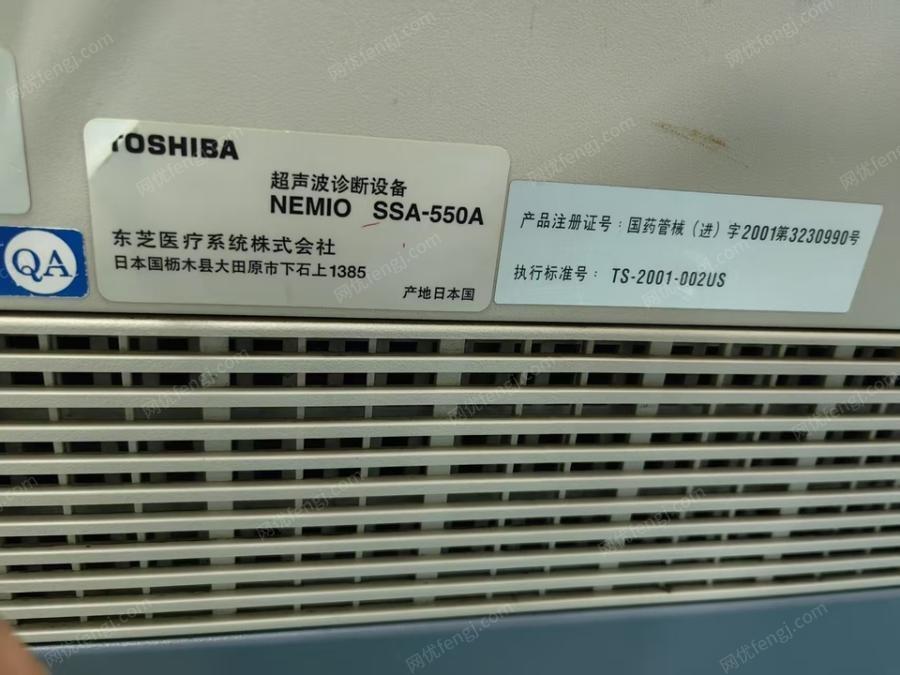 TOSHIBA
超声波诊断设备
NEMIO SSA-550A
东芝医疗系统株式会社
日本国枥木县大田原市下石上1385
产地日本国
QA
产品注册证号：国药管械（进）字2001第3230990号
执行标准号： TS-2001-002US
网优fengj.com